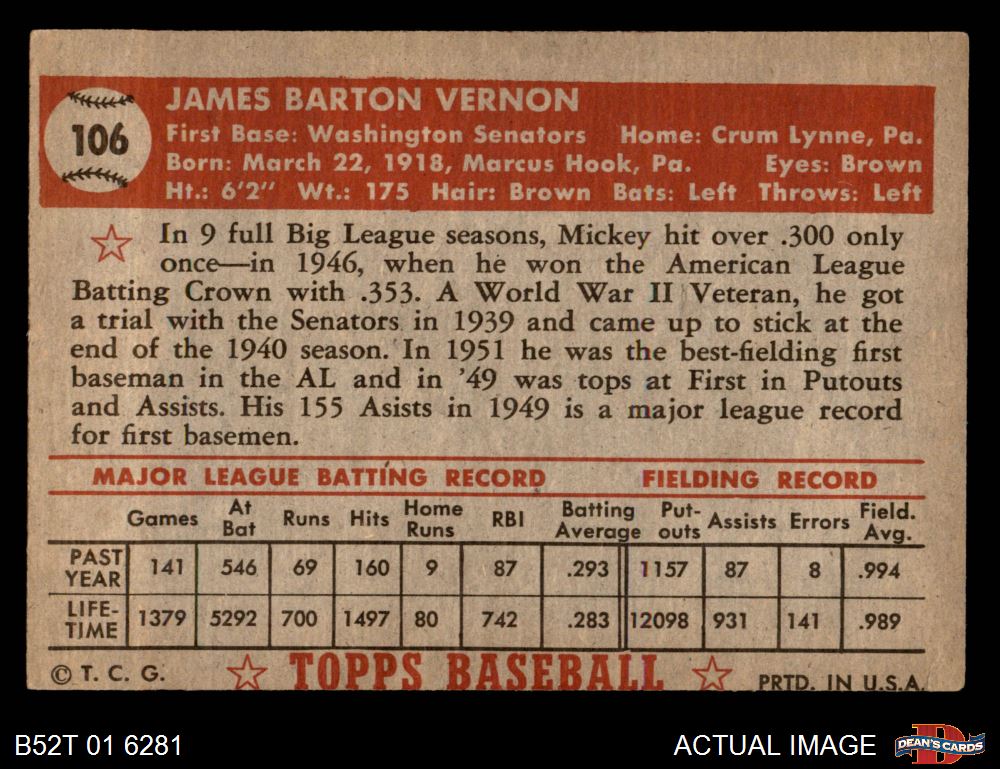 106
JAMES BARTON VERNON
First Base: Washington Senators Home: Crum Lynne, Pa.
Born: March 22, 1918, Marcus Hook, Pa. Eyes: Brown
Ht.: 6'2" Wt.: 175 Hair: Brown Bats: Left Throws: Left
In 9 full Big League seasons, Mickey hit over .300 only
once—in 1946, when he won the American League
Batting Crown with .353. A World War II Veteran, he got
a trial with the Senators in 1939 and came up to stick at the
end of the 1940 season. In 1951 he was the best-fielding first
baseman in the AL and in '49 was tops at First in Putouts
and Assists. His 155 Asists in 1949 is a major league record
for first basemen.
MAJOR LEAGUE BATTING RECORD FIELDING RECORD
Games At Bat Runs Hits Home Runs RBI Batting Average Put-outs Assists Errors Field. Avg.
PAST YEAR 141 546 69 160 9 87 .293 1157 87 8 .994
LIFE-TIME 1379 5292 700 1497 80 742 .283 12098 931 141 .989
© T. C. G. TOPPS BASEBALL PRTD. IN U.S.A.
B52T 01 6281 ACTUAL IMAGE D DEAN'S CARDS